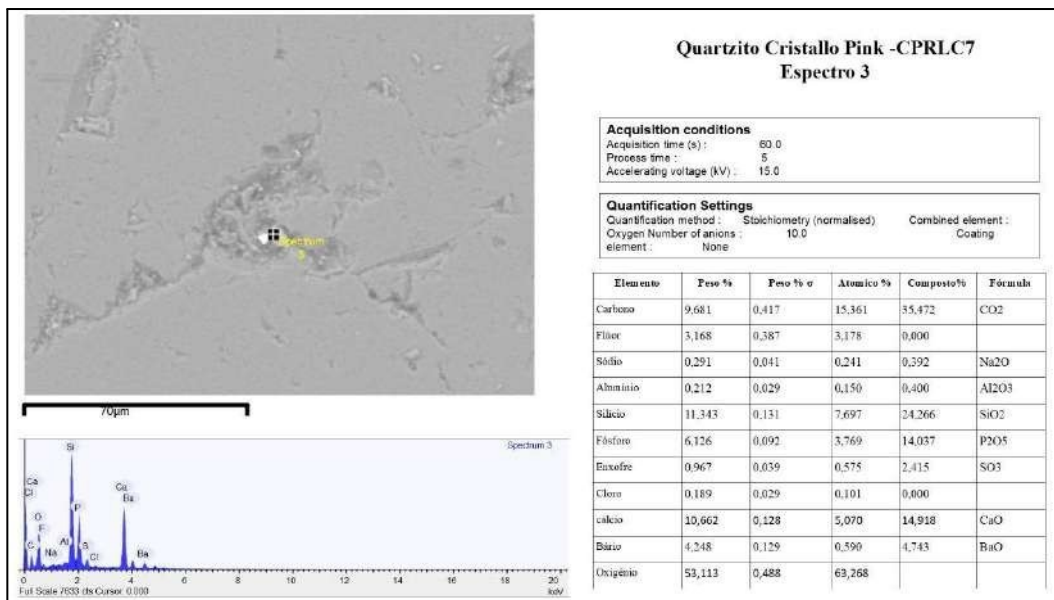 Spectrum
3
70µm
Spectrum 3
Ca
Cl
O
F
C
Na
Al
Si
P
S
Cl
Ca
Ba
Ba
0 2 4 6 8 10 12 14 16 18 20
Full Scale 7633 cts Cursor: 0.000 keV
Quartzito Cristallo Pink -CPRLC7
Espectro 3
Acquisition conditions
Acquisition time (s) : 60.0
Process time : 5
Accelerating voltage (kV) : 15.0
Quantification Settings
Quantification method : Stoichiometry (normalised) Combined element :
Oxygen Number of anions : 10.0 Coating
element : None
Elemento Peso % Peso % σ Atomico % Composto% Fórmula
Carbono 9,681 0,417 15,361 35,472 CO2
Flúor 3,168 0,387 3,178 0,000
Sódio 0,291 0,041 0,241 0,392 Na2O
Alumínio 0,212 0,029 0,150 0,400 Al2O3
Silício 11,343 0,131 7,697 24,266 SiO2
Fósforo 6,126 0,092 3,769 14,037 P2O5
Enxofre 0,967 0,039 0,575 2,415 SO3
Cloro 0,189 0,029 0,101 0,000
cálcio 10,662 0,128 5,070 14,918 CaO
Bário 4,248 0,129 0,590 4,743 BaO
Oxigênio 53,113 0,488 63,268